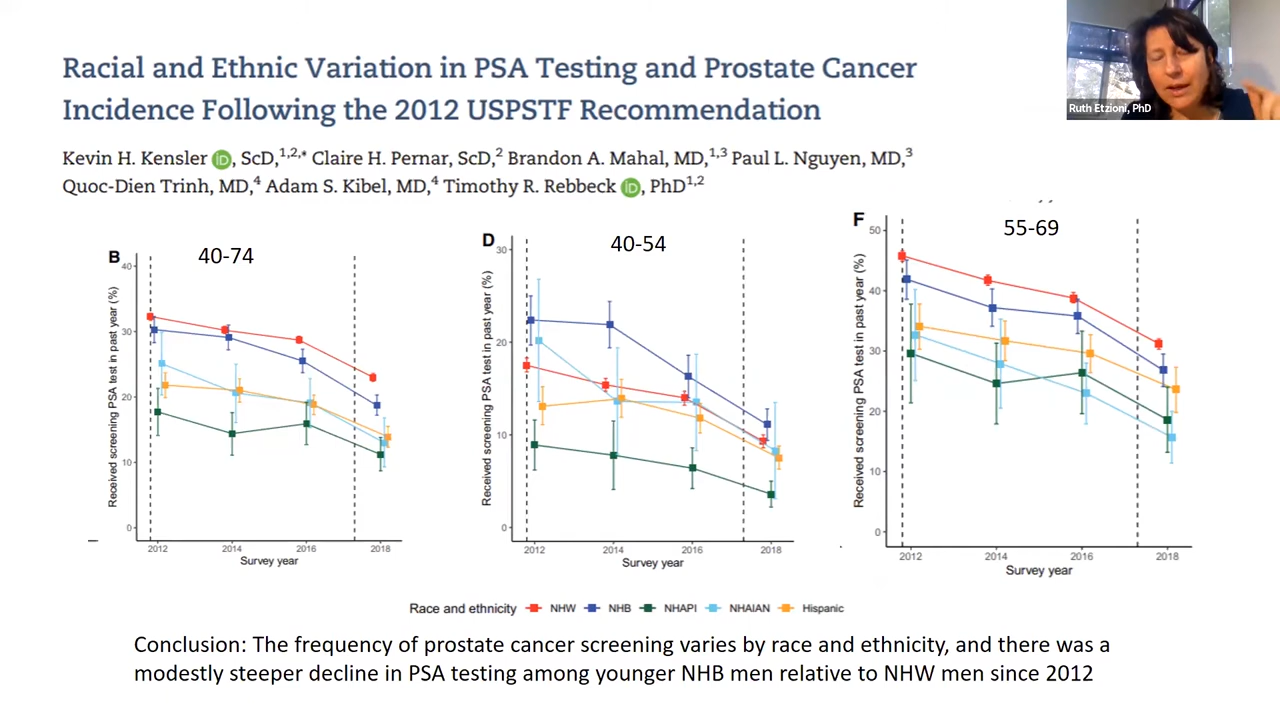 Racial and Ethnic Variation in PSA Testing and Prostate Cancer
Incidence Following the 2012 USPSTF Recommendation
Ruth Etzioni, PhD
Kevin H. Kensler iD, ScD,1,2,* Claire H. Pernar, ScD,2 Brandon A. Mahal, MD,1,3 Paul L. Nguyen, MD,3
Quoc-Dien Trinh, MD,4 Adam S. Kibel, MD,4 Timothy R. Rebbeck iD, PhD1,2
B
40-74
40
30
20
10
0
Received screening PSA test in past year (%)
2012 2014 2016 2018
Survey year
D
40-54
30
20
10
0
Received screening PSA test in past year (%)
2012 2014 2016 2018
Survey year
F
55-69
50
40
30
20
10
0
Received screening PSA test in past year (%)
2012 2014 2016 2018
Survey year
Race and ethnicity NHW NHB NHAPI NHAIAN Hispanic
Conclusion: The frequency of prostate cancer screening varies by race and ethnicity, and there was a
modestly steeper decline in PSA testing among younger NHB men relative to NHW men since 2012